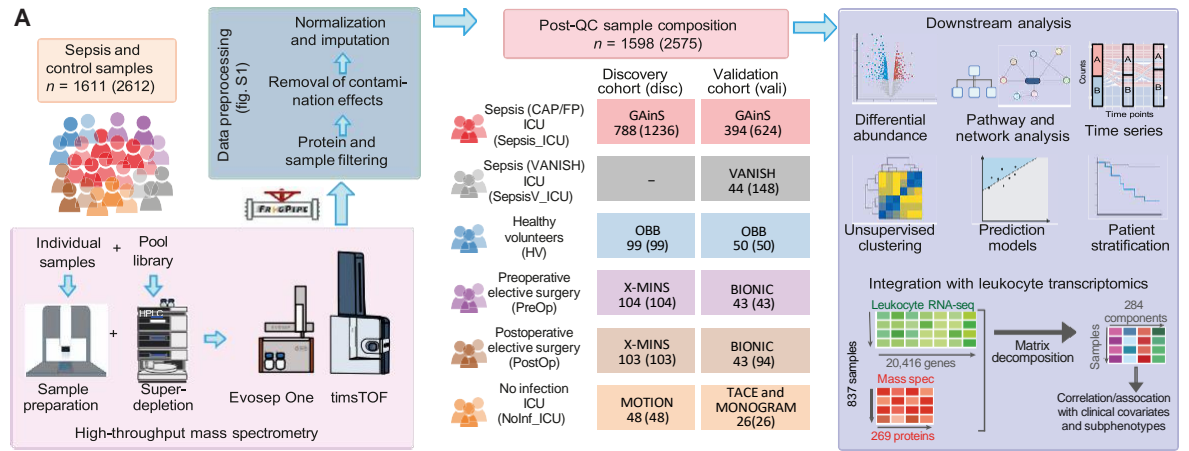 A
Sepsis and
control samples
n = 1611 (2612)
Data preprocessing
(fig. S1)
Normalization
and imputation
Removal of contami-
nation effects
Protein and
sample filtering
FragPipe
Individual
samples
+
Pool
library
HPLC
+
Sample
preparation
Super-
depletion
Evosep One
timsTOF
High-throughput mass spectrometry
Post-QC sample composition
n = 1598 (2575)
Discovery
cohort (disc)
Validation
cohort (vali)
Sepsis (CAP/FP)
ICU
(Sepsis_ICU)
GAinS
788 (1236)
GAinS
394 (624)
Sepsis (VANISH)
ICU
(SepsisV_ICU)
–
VANISH
44 (148)
Healthy
volunteers
(HV)
OBB
99 (99)
OBB
50 (50)
Preoperative
elective surgery
(PreOp)
X-MINS
104 (104)
BIONIC
43 (43)
Postoperative
elective surgery
(PostOp)
X-MINS
103 (103)
BIONIC
43 (94)
No infection
ICU
(NoInf_ICU)
MOTION
48 (48)
TACE and
MONOGRAM
26(26)
Downstream analysis
Differential
abundance
Pathway and
network analysis
Counts
A
B
A
B
A
B
Time points
Time series
Unsupervised
clustering
Prediction
models
Patient
stratification
Integration with leukocyte transcriptomics
837 samples
Leukocyte RNA-seq
20,416 genes
Mass spec
269 proteins
Matrix
decomposition
284
components
Samples
Correlation/assocation
with clinical covariates
and subphenotypes